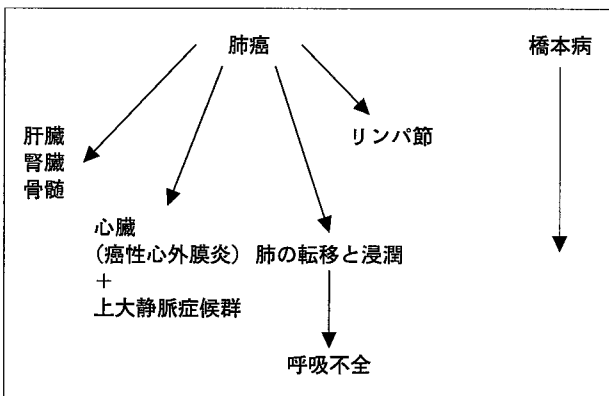 肺癌
橋本病
肝臓
腎臓
骨髄
リンパ節
心臓
(癌性心外膜炎)
+
上大静脈症候群
肺の転移と浸潤
呼吸不全